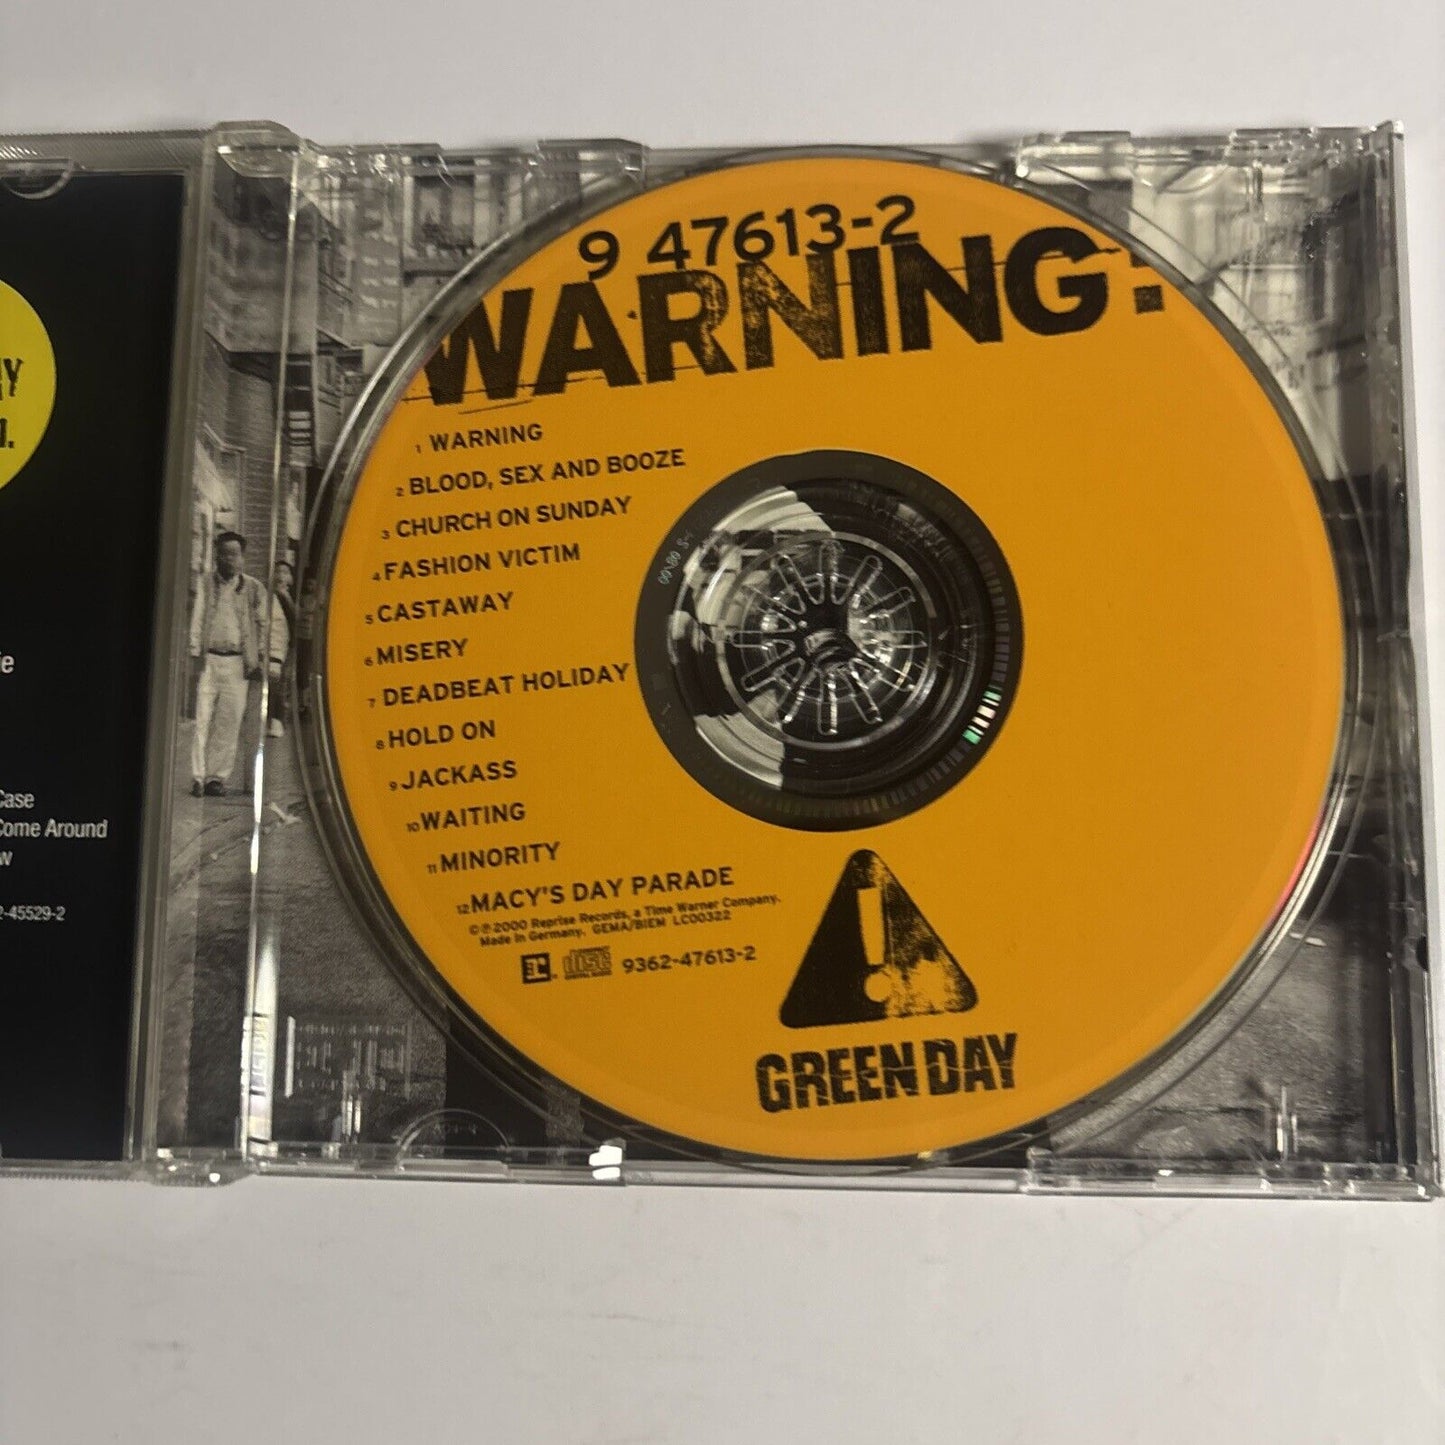 9 47613-2
WARNING:
1 WARNING
2 BLOOD, SEX AND BOOZE
3 CHURCH ON SUNDAY
4 FASHION VICTIM
5 CASTAWAY
6 MISERY
7 DEADBEAT HOLIDAY
8 HOLD ON
9 JACKASS
10 WAITING
11 MINORITY
12 MACY'S DAY PARADE
©℗2000 Reprise Records, a Time Warner Company.
Made in Germany. GEMA/BIEM LC00322
r ® disc 9362-47613-2
DIGITAL AUDIO
GREEN DAY
Case
Come Around
2-45529-2